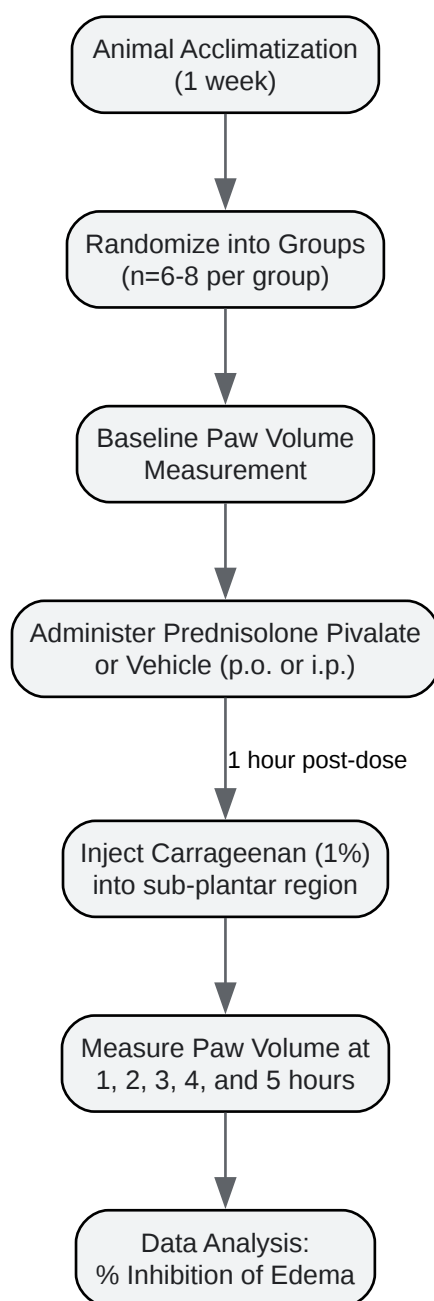 Animal Acclimatization
(1 week)
Randomize into Groups
(n=6-8 per group)
Baseline Paw Volume
Measurement
Administer Prednisolone Pivalate
or Vehicle (p.o. or i.p.)
1 hour post-dose
Inject Carrageenan (1%)
into sub-plantar region
Measure Paw Volume at
1, 2, 3, 4, and 5 hours
Data Analysis:
% Inhibition of Edema